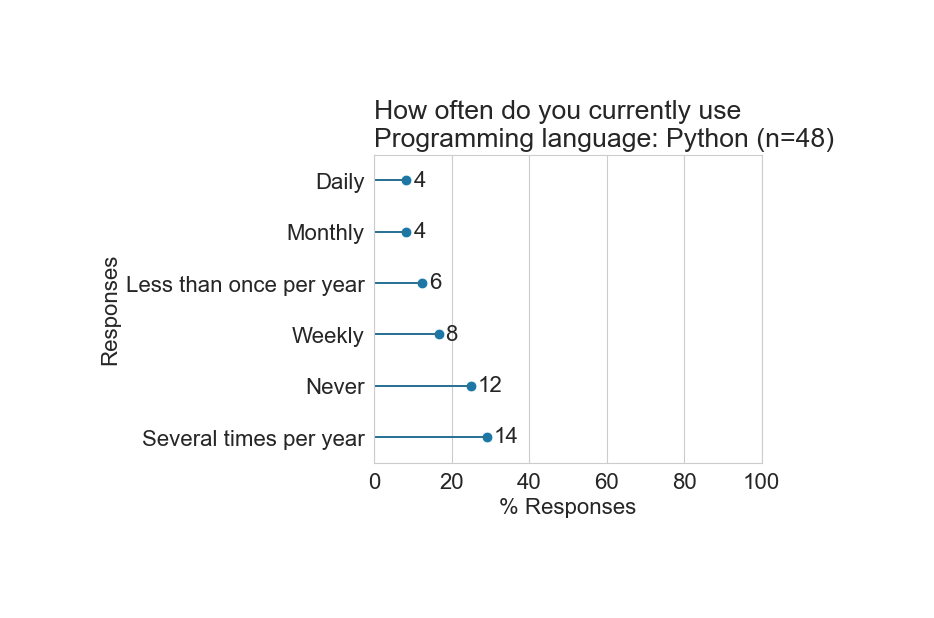 How often do you currently use
Programming language: Python (n=48)
Daily 4
Monthly 4
Less than once per year 6
Weekly 8
Never 12
Several times per year 14
Responses
0 20 40 60 80 100
% Responses